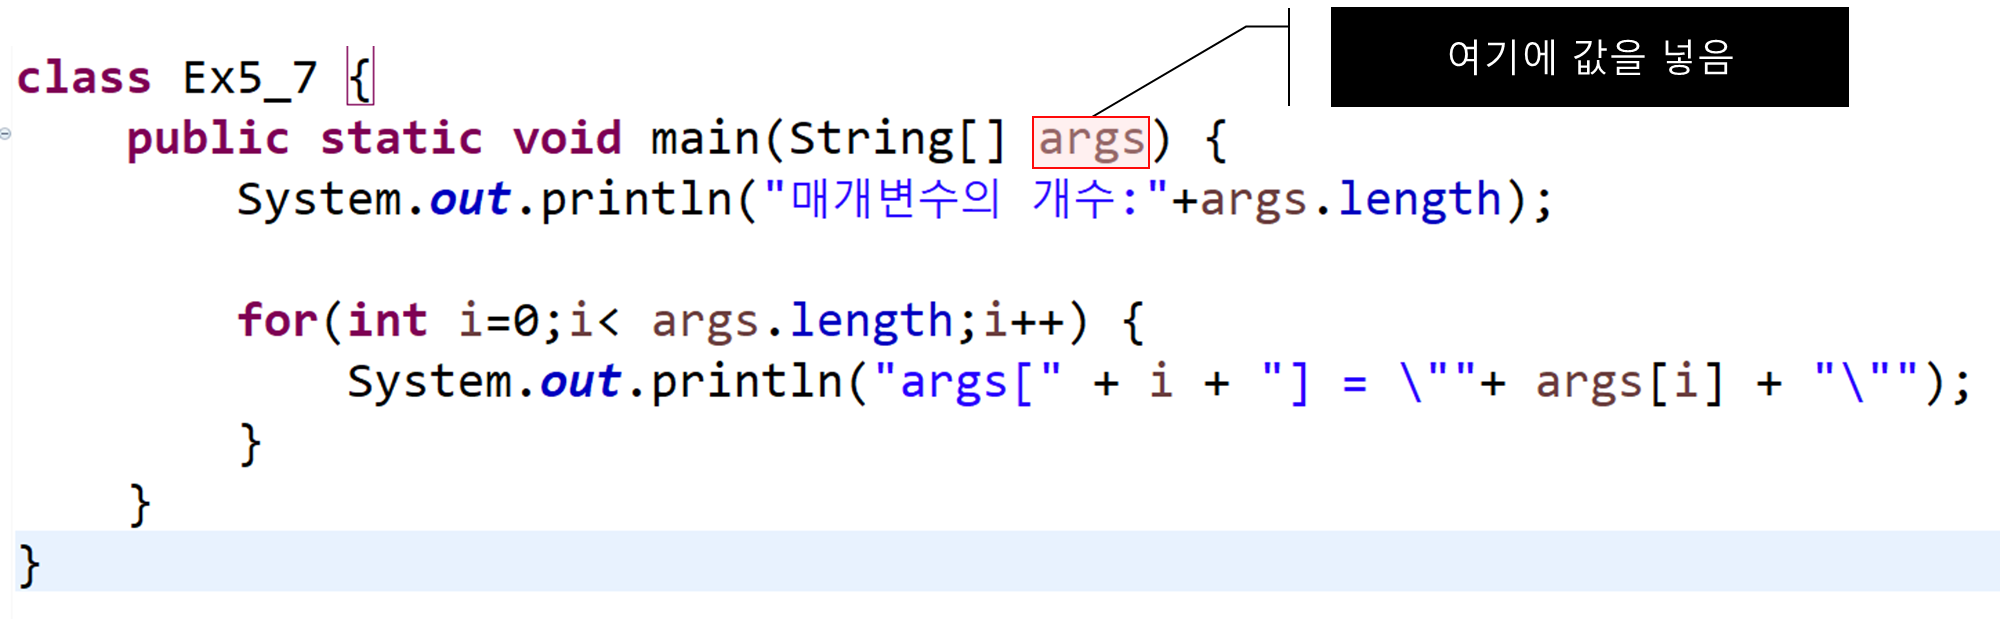 여기에 값을 넣음
class Ex5_7 {
public static void main(String[] args) {
System.out.println("매개변수의 개수:"+args.length);
for(int i=0;i< args.length;i++) {
System.out.println("args[" + i + "] = \""+ args[i] + "\"");
}
}
}